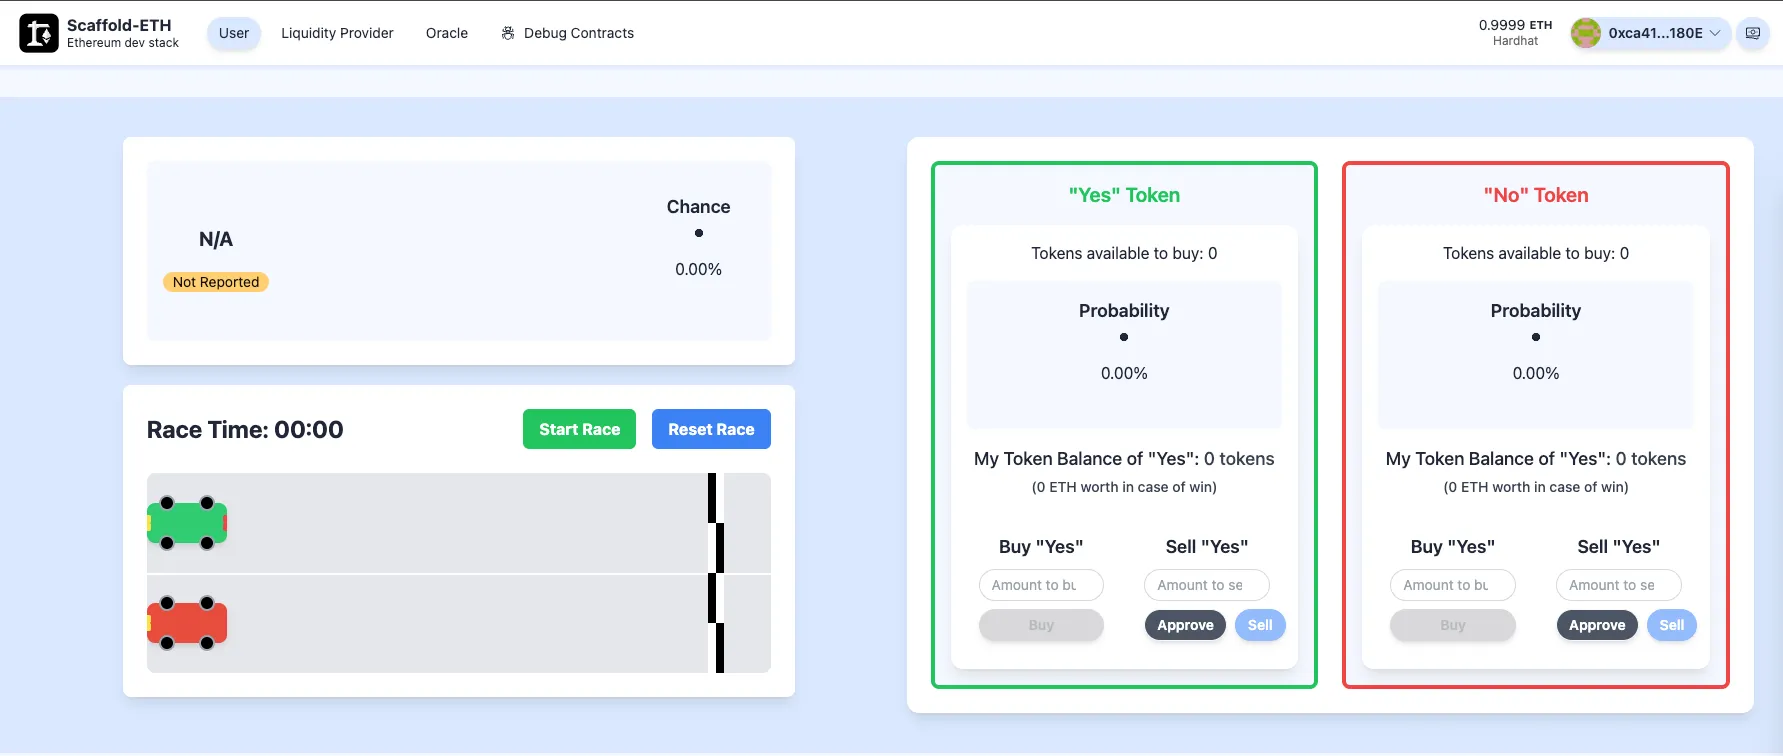 Scaffold-ETH
Ethereum dev stack
User
Liquidity Provider
Oracle
Debug Contracts
0.9999 ETH
Hardhat
0xca41...180E
N/A
Not Reported
Chance
0.00%
Race Time: 00:00
Start Race
Reset Race
"Yes" Token
Tokens available to buy: 0
Probability
0.00%
My Token Balance of "Yes": 0 tokens
(0 ETH worth in case of win)
Buy "Yes"
Sell "Yes"
Amount to bu
Amount to se
Buy
Approve
Sell
"No" Token
Tokens available to buy: 0
Probability
0.00%
My Token Balance of "Yes": 0 tokens
(0 ETH worth in case of win)
Buy "Yes"
Sell "Yes"
Amount to bu
Amount to se
Buy
Approve
Sell